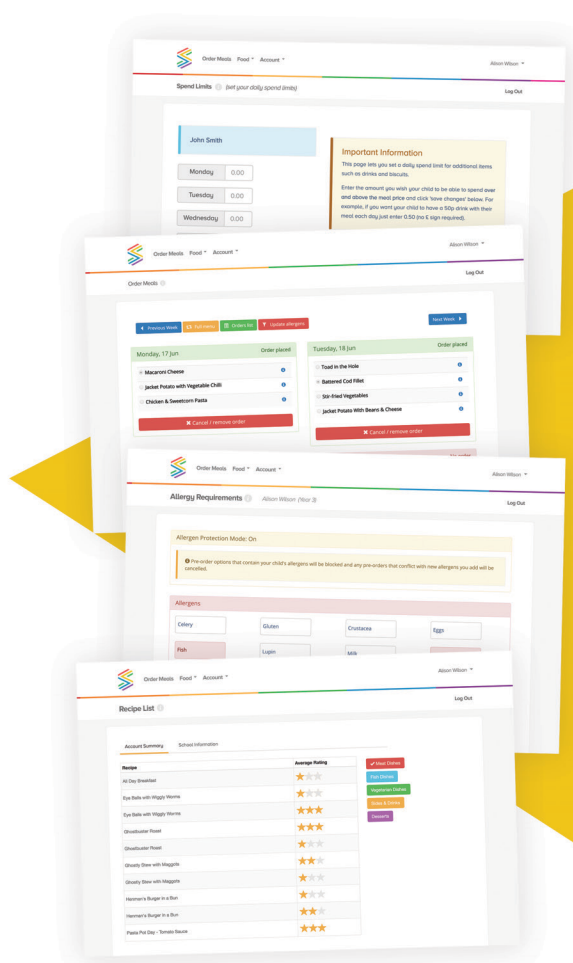 Order Meals Food Account Alison Wilson
Spend Limits (set your daily spend limits) Log Out
John Smith
Monday 0.00
Tuesday 0.00
Wednesday 0.00
Important Information
This page lets you set a daily spend limit for additional items
such as drinks and biscuits.
Enter the amount you wish your child to be able to spend over
and above the meal price and click 'save changes' below. For
example, if you want your child to have a 50p drink with their
meal each day just enter 0.50 (no £ sign required).
Order Meals Food Account Alison Wilson
Order Meals Log Out
Previous Week Full menu Orders list Update allergens Next Week
Monday, 17 Jun Order placed
Macaroni Cheese
Jacket Potato with Vegetable Chilli
Chicken & Sweetcorn Pasta
Cancel / remove order
Tuesday, 18 Jun Order placed
Toad in the Hole
Battered Cod Fillet
Stir-fried Vegetables
Jacket Potato With Beans & Cheese
Cancel / remove order
Order Meals Food Account Alison Wilson
Allergy Requirements Alison Wilson (Year 3) Log Out
Allergen Protection Mode: On
Pre-order options that contain your child's allergens will be blocked and any pre-orders that conflict with new allergens you add will be
cancelled.
Allergens
Celery Gluten Crustacea Eggs
Fish Lupin Milk
Order Meals Food Account Alison Wilson
Recipe List Log Out
Account Summary School Information
Recipe Average Rating
All Day Breakfast
Eye Balls with Wiggly Worms
Eye Balls with Wiggly Worms
Ghostbuster Roast
Ghostbuster Roast
Ghostly Stew with Maggots
Ghostly Stew with Maggots
Henman's Burger in a Bun
Henman's Burger in a Bun
Pasta Pot Day - Tomato Sauce
Meat Dishes
Fish Dishes
Vegetarian Dishes
Sides & Dishes
Desserts